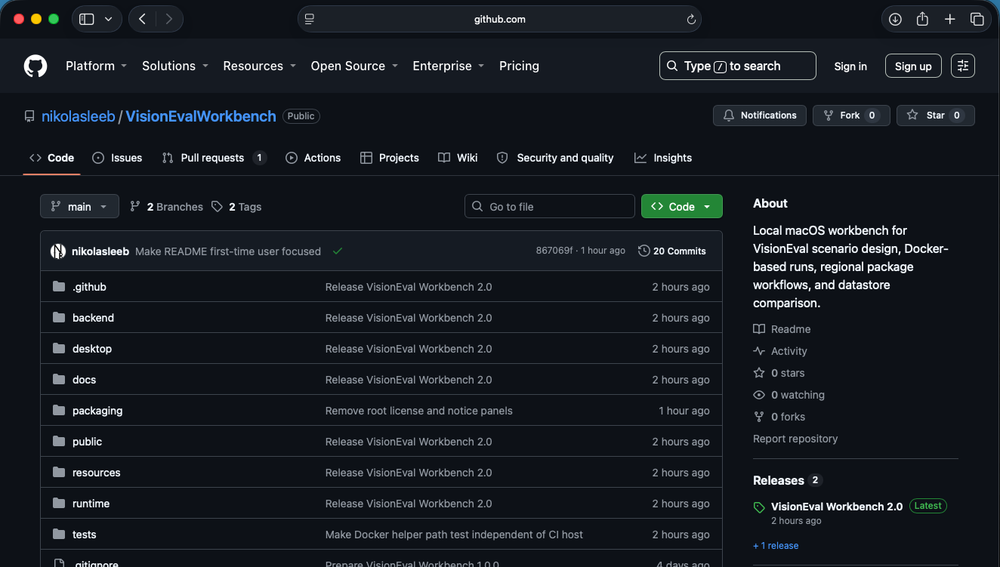 github.com
Platform Solutions Resources Open Source Enterprise Pricing Type / to search Sign in Sign up
nikolasleeb / VisionEvalWorkbench Public Notifications Fork 0 Star 0
Code Issues Pull requests 1 Actions Projects Wiki Security and quality Insights
main 2 Branches 2 Tags Go to file Code
nikolasleeb Make README first-time user focused 867069f · 1 hour ago 20 Commits
.github Release VisionEval Workbench 2.0 2 hours ago
backend Release VisionEval Workbench 2.0 2 hours ago
desktop Release VisionEval Workbench 2.0 2 hours ago
docs Release VisionEval Workbench 2.0 2 hours ago
packaging Remove root license and notice panels 1 hour ago
public Release VisionEval Workbench 2.0 2 hours ago
resources Release VisionEval Workbench 2.0 2 hours ago
runtime Release VisionEval Workbench 2.0 2 hours ago
tests Make Docker helper path test independent of CI host 2 hours ago
.gitignore Prepare VisionEval Workbench 1.0.0 4 days ago
About
Local macOS workbench for
VisionEval scenario design, Docker-
based runs, regional package
workflows, and datastore
comparison.
Readme
Activity
0 stars
0 watching
0 forks
Report repository
Releases 2
VisionEval Workbench 2.0 Latest
2 hours ago
+ 1 release